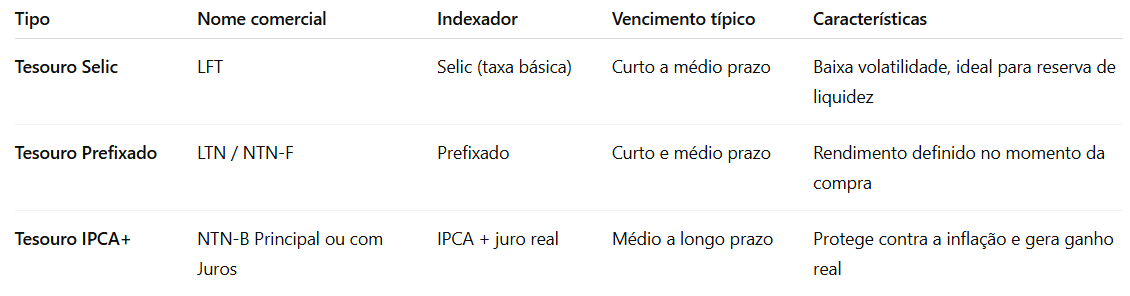 Tipo Nome comercial Indexador Vencimento típico Características
Tesouro Selic LFT Selic (taxa básica) Curto a médio prazo Baixa volatilidade, ideal para reserva de
liquidez
Tesouro Prefixado LTN / NTN-F Prefixado Curto e médio prazo Rendimento definido no momento da
compra
Tesouro IPCA+ NTN-B Principal ou com IPCA + juro real Médio a longo prazo Protege contra a inflação e gera ganho
Juros real